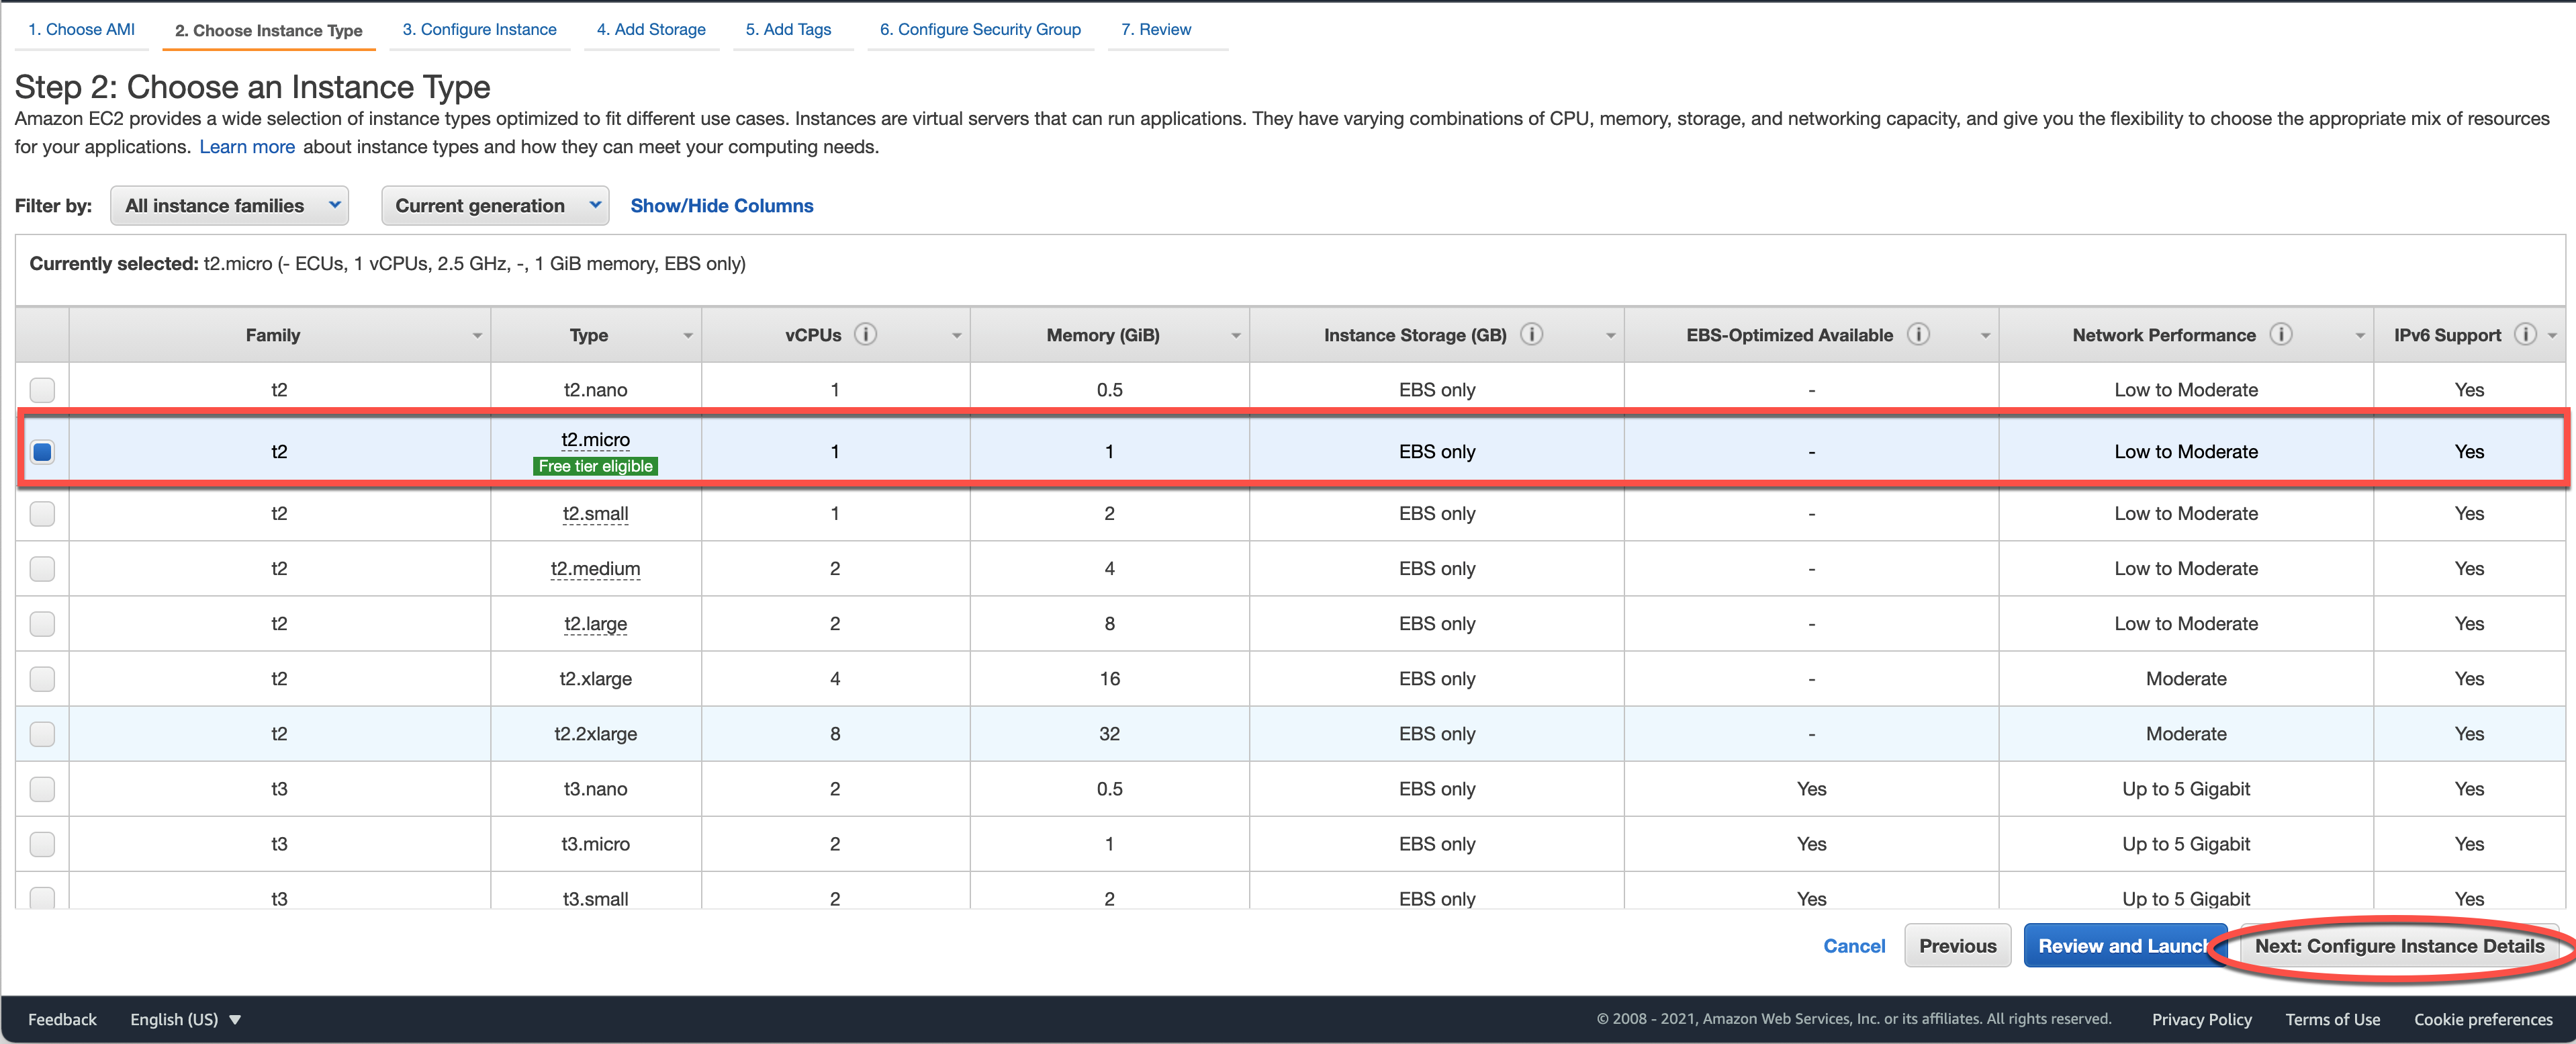 1. Choose AMI 2. Choose Instance Type 3. Configure Instance 4. Add Storage 5. Add Tags 6. Configure Security Group 7. Review
Step 2: Choose an Instance Type
Amazon EC2 provides a wide selection of instance types optimized to fit different use cases. Instances are virtual servers that can run applications. They have varying combinations of CPU, memory, storage, and networking capacity, and give you the flexibility to choose the appropriate mix of resources
for your applications. Learn more about instance types and how they can meet your computing needs.
Filter by: All instance families Current generation Show/Hide Columns
Currently selected: t2.micro (- ECUs, 1 vCPUs, 2.5 GHz, -, 1 GiB memory, EBS only)
Family Type vCPUs i Memory (GiB) Instance Storage (GB) i EBS-Optimized Available i Network Performance i IPv6 Support i
t2 t2.nano 1 0.5 EBS only - Low to Moderate Yes
t2 t2.micro 1 1 EBS only - Low to Moderate Yes
Free tier eligible
t2 t2.small 1 2 EBS only - Low to Moderate Yes
t2 t2.medium 2 4 EBS only - Low to Moderate Yes
t2 t2.large 2 8 EBS only - Low to Moderate Yes
t2 t2.xlarge 4 16 EBS only - Moderate Yes
t2 t2.2xlarge 8 32 EBS only - Moderate Yes
t3 t3.nano 2 0.5 EBS only Yes Up to 5 Gigabit Yes
t3 t3.micro 2 1 EBS only Yes Up to 5 Gigabit Yes
t3 t3.small 2 2 EBS only Yes Up to 5 Gigabit Yes
Cancel Previous Review and Launch Next: Configure Instance Details
Feedback English (US) © 2008 - 2021, Amazon Web Services, Inc. or its affiliates. All rights reserved. Privacy Policy Terms of Use Cookie preferences